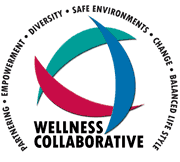 PARTNERING • EMPOWERMENT • DIVERSITY • SAFE ENVIRONMENTS • CHANGE • BALANCED LIFE STYLE
WELLNESS
COLLABORATIVE